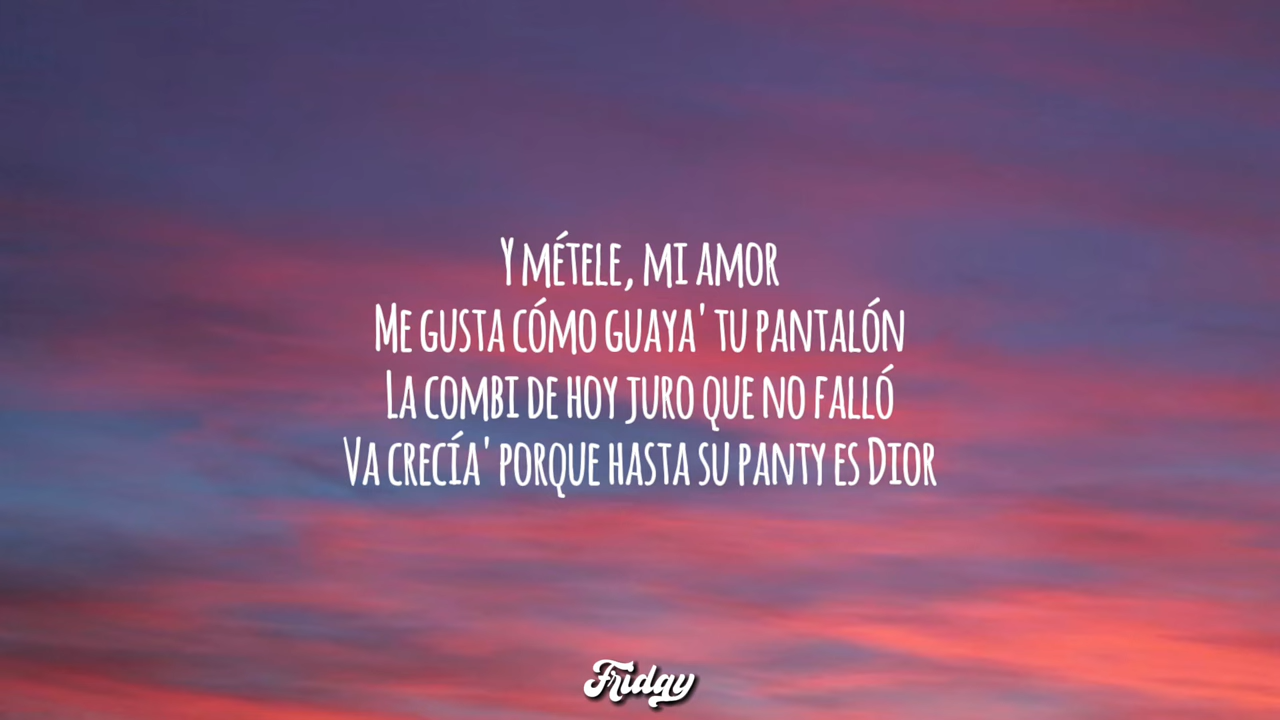 Y métele, mi amor
Me gusta cómo guaya' tu pantalón
La combi de hoy juro que no falló
Va crecía' porque hasta su panty es Dior
Friday